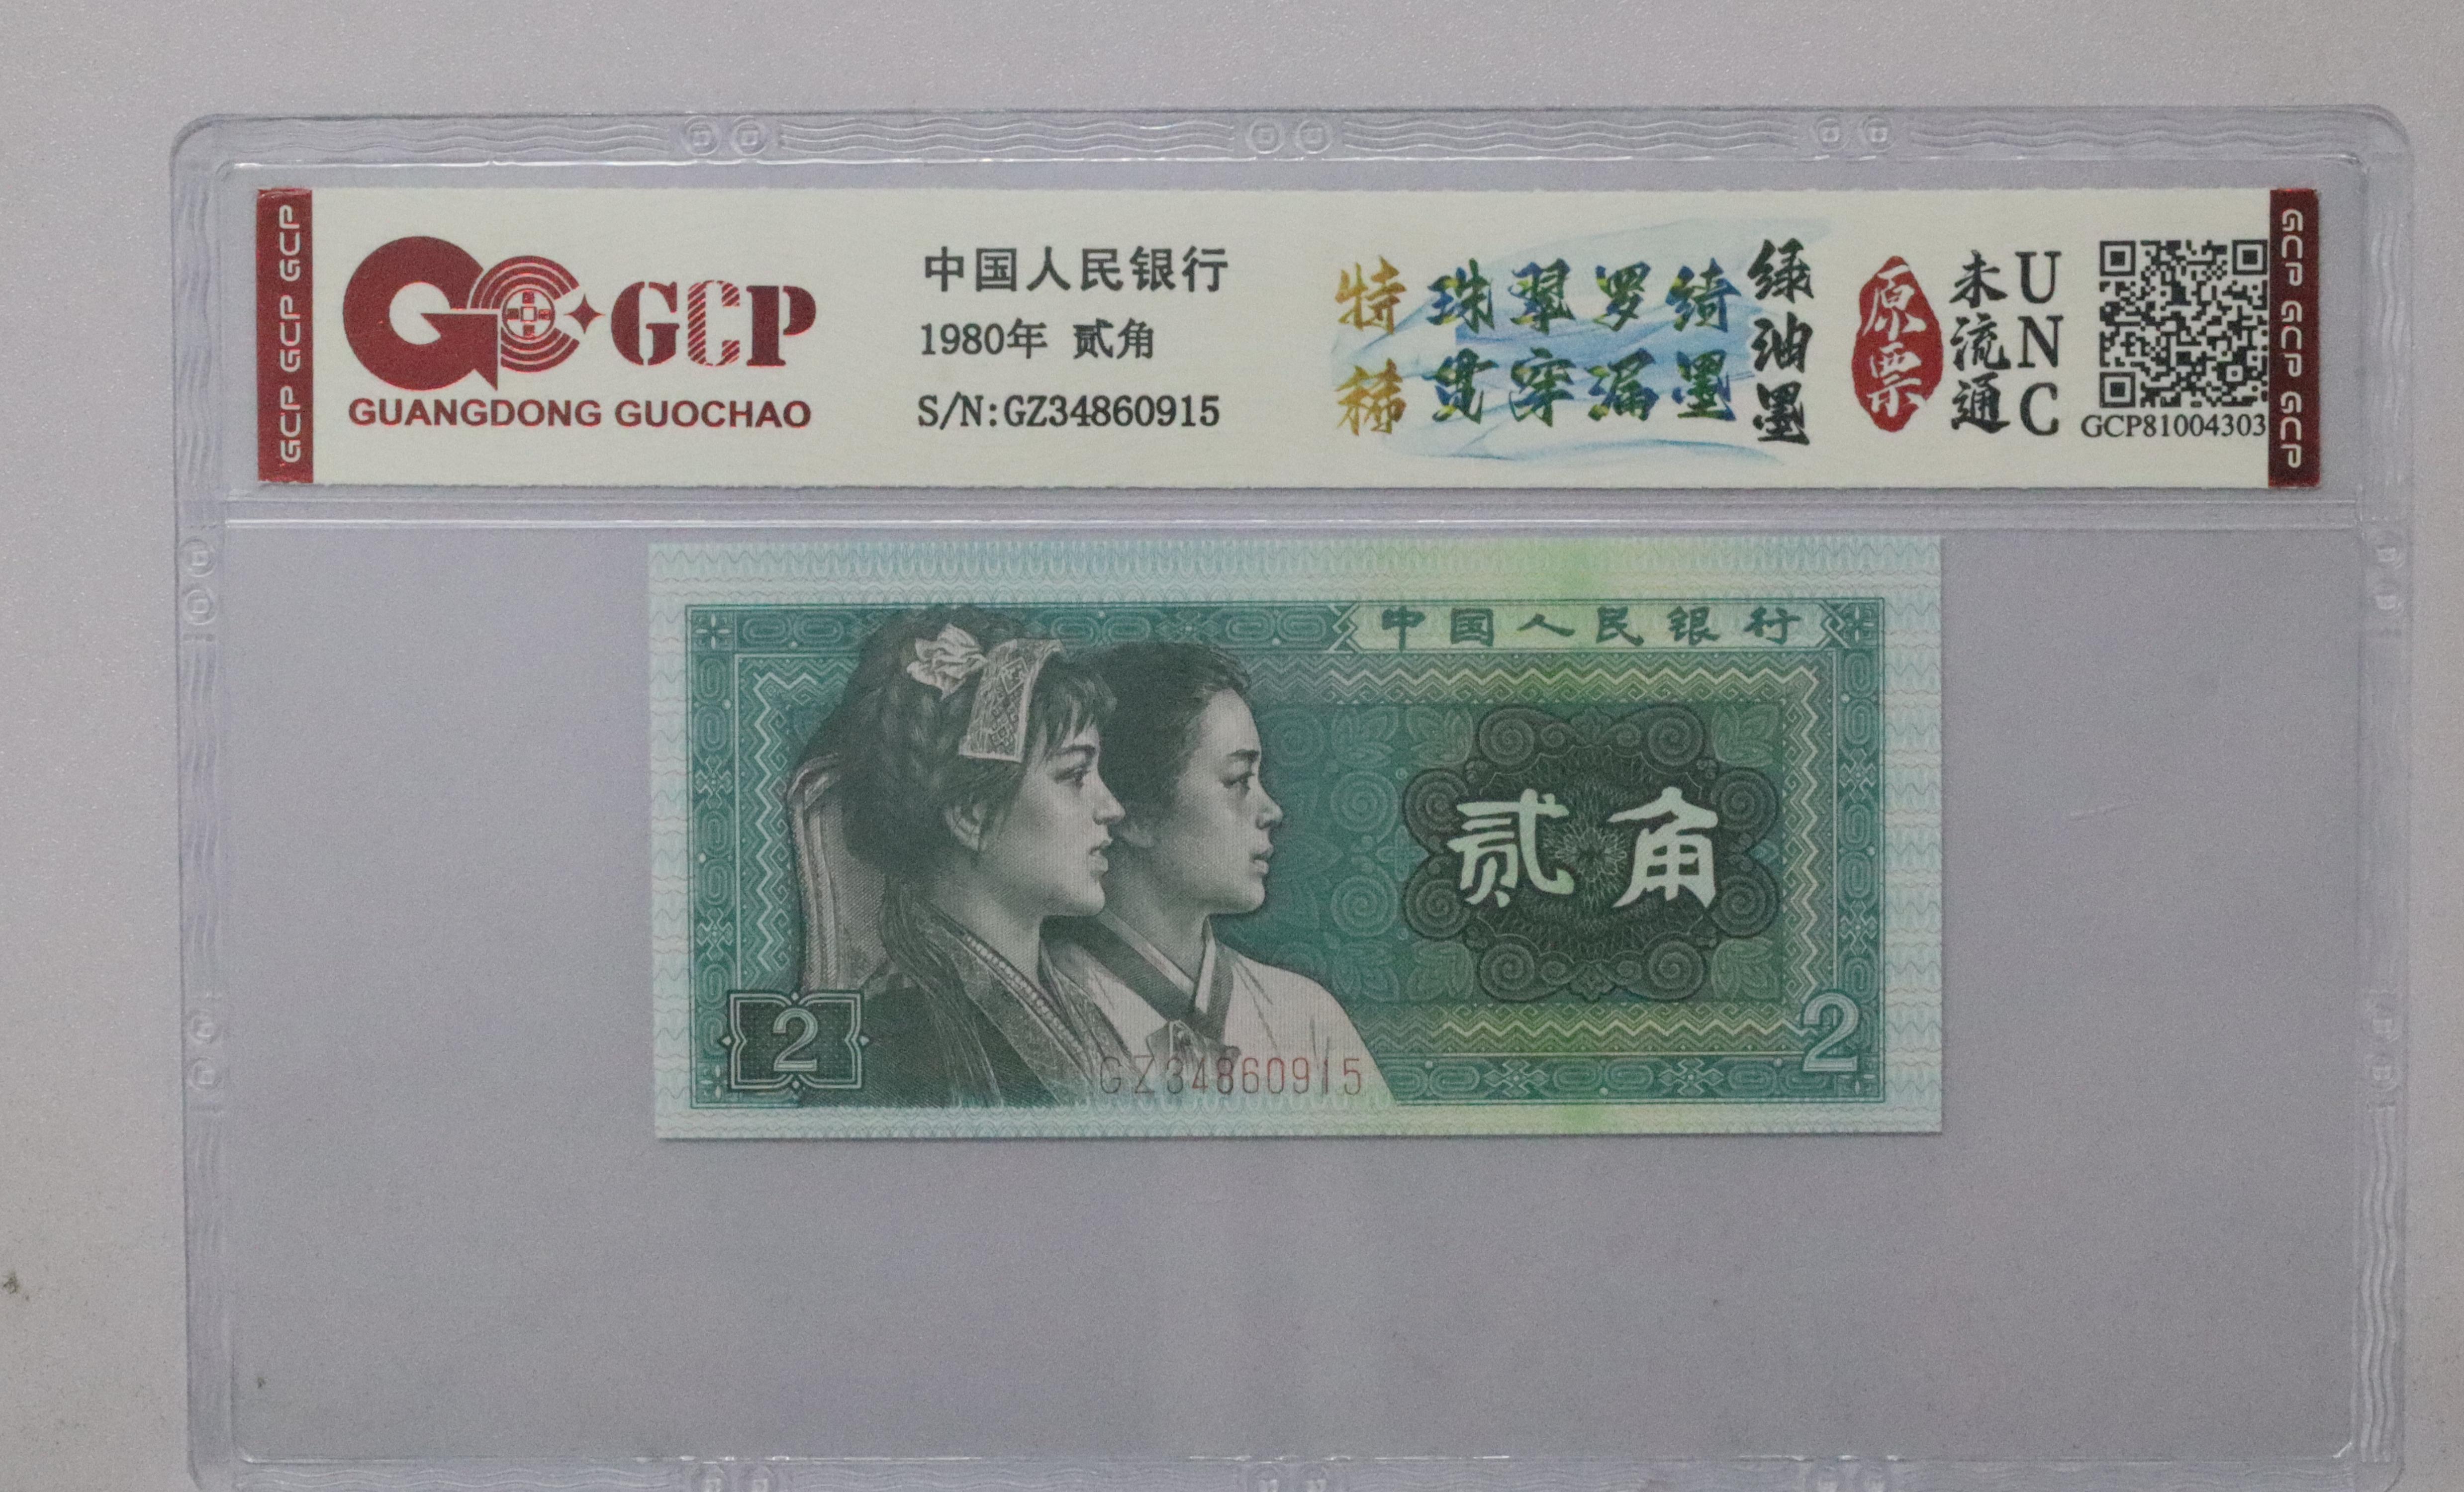 GCP GCP GCP
GCP
GUANGDONG GUOCHAO
中国人民银行
1980年 贰角
S/N:GZ34860915
特稀
珠翠罗绮
贯穿漏墨
绿油墨
原票
未流通
UNC
GCP81004303
GCP GCP GCP
中国人民银行
贰角
2
2
GZ34860915